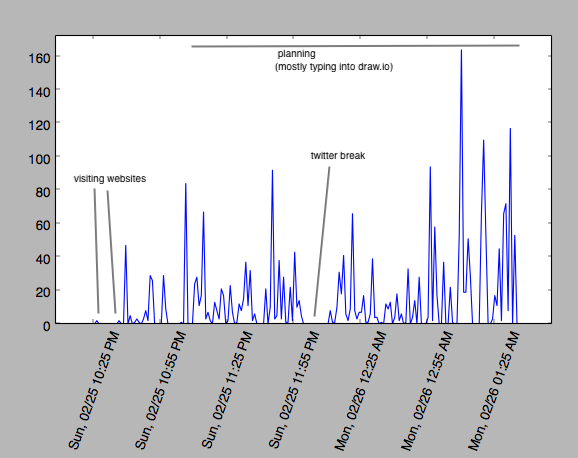 planning
(mostly typing into draw.io)
twitter break
visiting websites
160
140
120
100
80
60
40
20
0
Sun, 02/25 10:25 PM
Sun, 02/25 10:55 PM
Sun, 02/25 11:25 PM
Sun, 02/25 11:55 PM
Mon, 02/26 12:25 AM
Mon, 02/26 12:55 AM
Mon, 02/26 01:25 AM